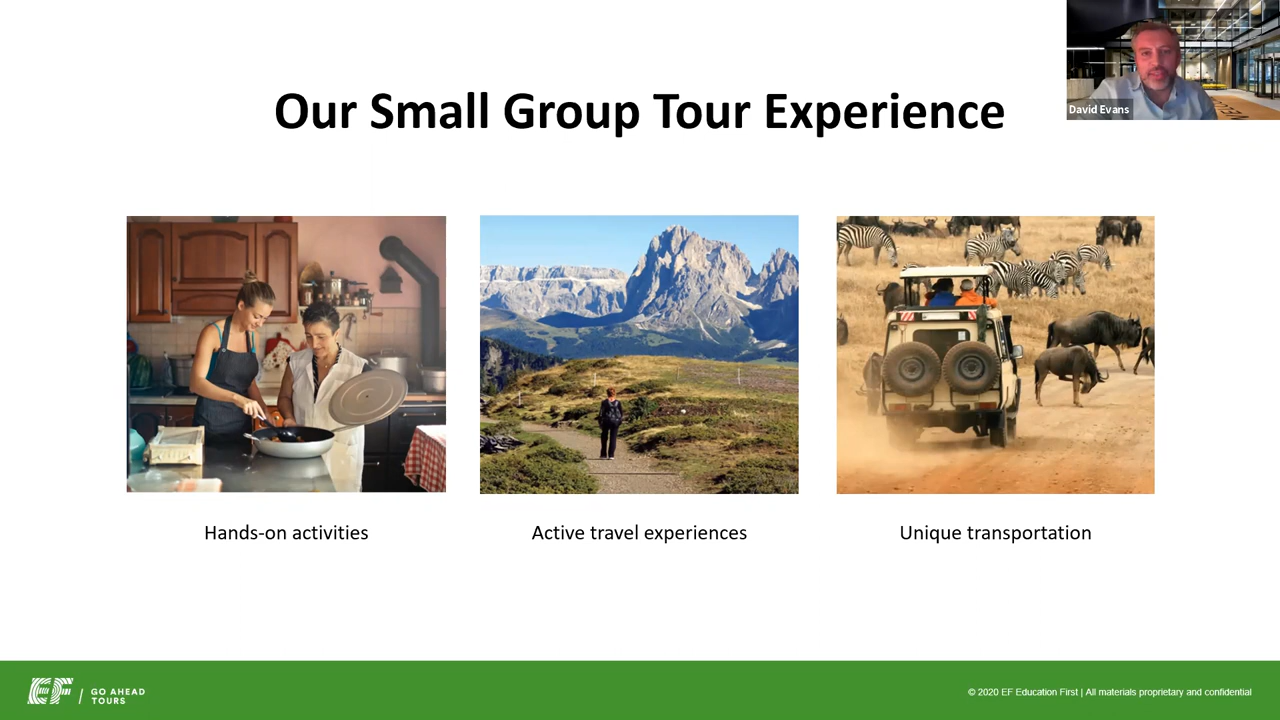 Our Small Group Tour Experience
David Evans
Hands-on activities
Active travel experiences
Unique transportation
EF / GO AHEAD
TOURS
© 2020 EF Education First | All materials proprietary and confidential